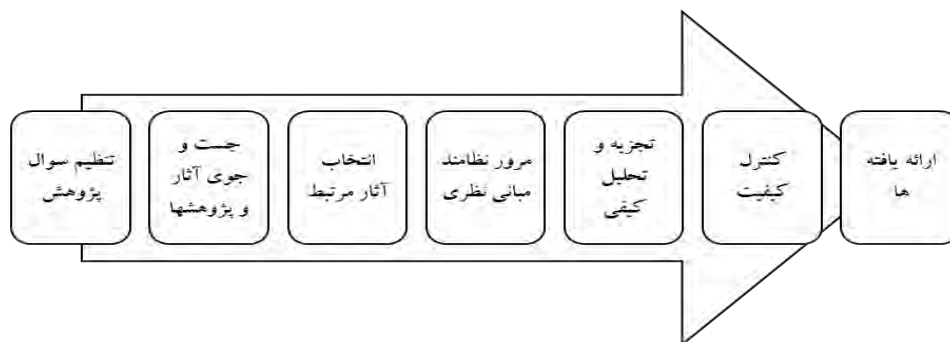 تنظیم سوال
پژوهش
جست و
جوی آثار
و پژوهشها
انتخاب
آثار مرتبط
مرور نظامند
مبانی نظری
تجزیه و
تحلیل
کیفی
کنترل
کیفیت
ارائه یافته
ها